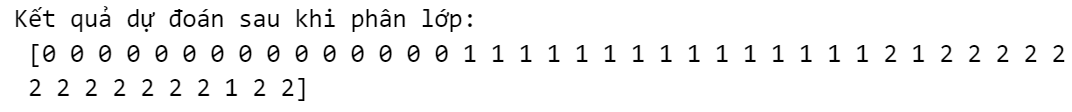 Kết quả dự đoán sau khi phân lớp:
[0 0 0 0 0 0 0 0 0 0 0 0 0 0 0 1 1 1 1 1 1 1 1 1 1 1 1 1 1 1 2 1 2 2 2 2 2
2 2 2 2 2 2 2 1 2 2]